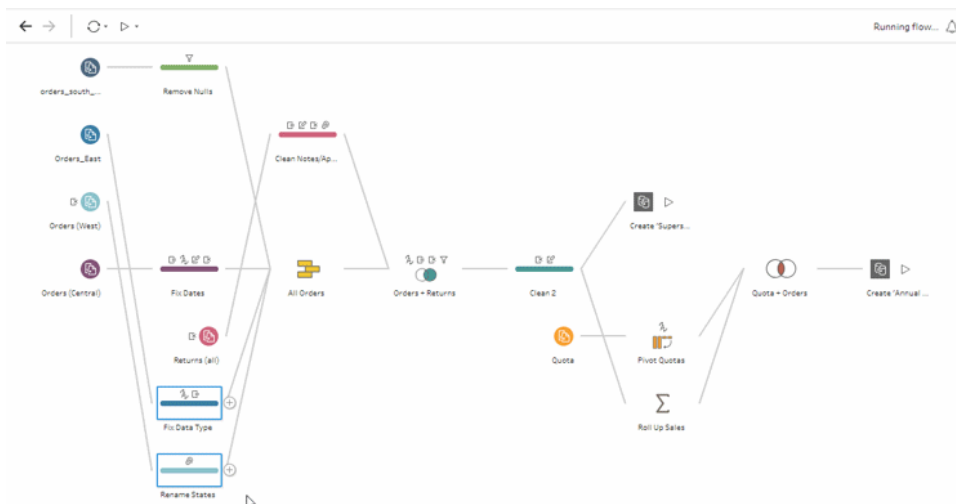 Running flow...
orders_south_...
Remove Nulls
Orders_East
Clean Notes/Ap...
Orders (West)
Create 'Supers...
Orders (Central)
Fix Dates
All Orders
Orders + Returns
Clean 2
Quota + Orders
Create 'Annual ...
Returns (all)
Quota
Pivot Quotas
Fix Data Type
Roll Up Sales
Rename States